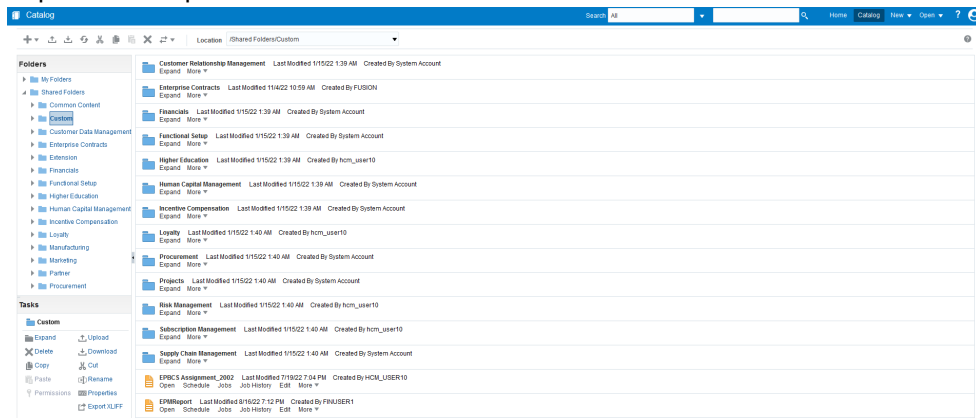 Catalog Search All Home Catalog New Open ?
Location /Shared Folders/Custom
Folders
My Folders
Shared Folders
Common Content
Custom
Customer Data Management
Enterprise Contracts
Extension
Financials
Functional Setup
Higher Education
Human Capital Management
Incentive Compensation
Loyalty
Manufacturing
Marketing
Partner
Procurement
Tasks
Custom
Expand Upload
Delete Download
Copy Cut
Paste Rename
Permissions Properties
Export XLIFF
Customer Relationship Management Last Modified 1/15/22 1:39 AM Created By System Account
Expand More
Enterprise Contracts Last Modified 11/4/22 10:59 AM Created By FUSION
Expand More
Financials Last Modified 1/15/22 1:39 AM Created By System Account
Expand More
Functional Setup Last Modified 1/15/22 1:39 AM Created By System Account
Expand More
Higher Education Last Modified 1/15/22 1:39 AM Created By hcm_user10
Expand More
Human Capital Management Last Modified 1/15/22 1:39 AM Created By System Account
Expand More
Incentive Compensation Last Modified 1/15/22 1:39 AM Created By System Account
Expand More
Loyalty Last Modified 1/15/22 1:40 AM Created By hcm_user10
Expand More
Procurement Last Modified 1/15/22 1:40 AM Created By System Account
Expand More
Projects Last Modified 1/15/22 1:40 AM Created By System Account
Expand More
Risk Management Last Modified 1/15/22 1:40 AM Created By hcm_user10
Expand More
Subscription Management Last Modified 1/15/22 1:40 AM Created By hcm_user10
Expand More
Supply Chain Management Last Modified 1/15/22 1:40 AM Created By System Account
Expand More
EPBCS Assignment_2002 Last Modified 7/19/22 7:04 PM Created By HCM_USER10
Open Schedule Jobs Job History Edit More
EPMReport Last Modified 8/16/22 7:12 PM Created By FINUSER1
Open Schedule Jobs Job History Edit More